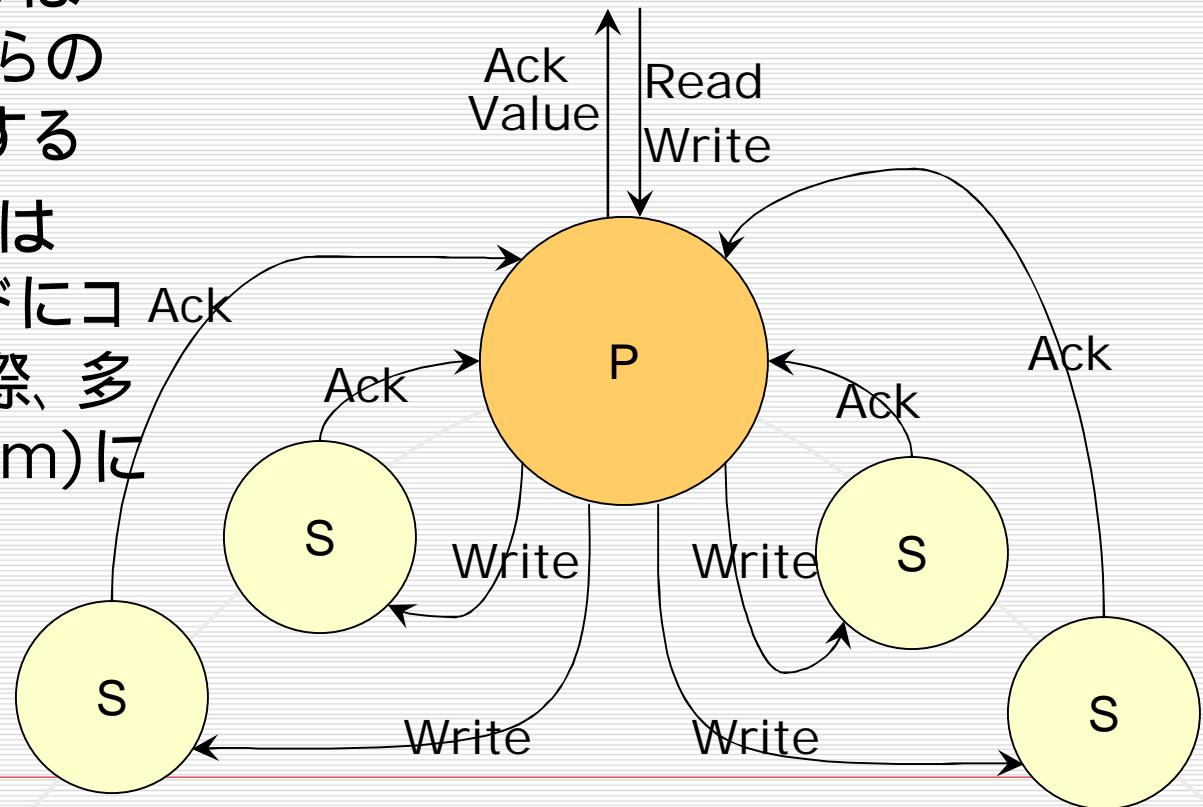 らの
する
は
ドにコ
際、多
m)に
Ack
Value
Read
Write
Ack
Ack
P
Ack
Ack
S
Write
Write
S
S
Write
Write
S